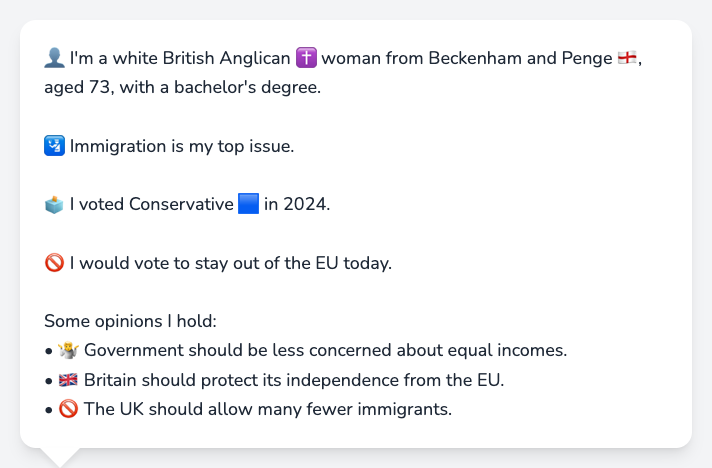 👤 I'm a white British Anglican ✝️ woman from Beckenham and Penge 🏴󠁧󠁢󠁥󠁮󠁧󠁿,
aged 73, with a bachelor's degree.
🛂 Immigration is my top issue.
🗳️ I voted Conservative 🟦 in 2024.
🚫 I would vote to stay out of the EU today.
Some opinions I hold:
• 🤷 Government should be less concerned about equal incomes.
• 🇬🇧 Britain should protect its independence from the EU.
• 🚫 The UK should allow many fewer immigrants.